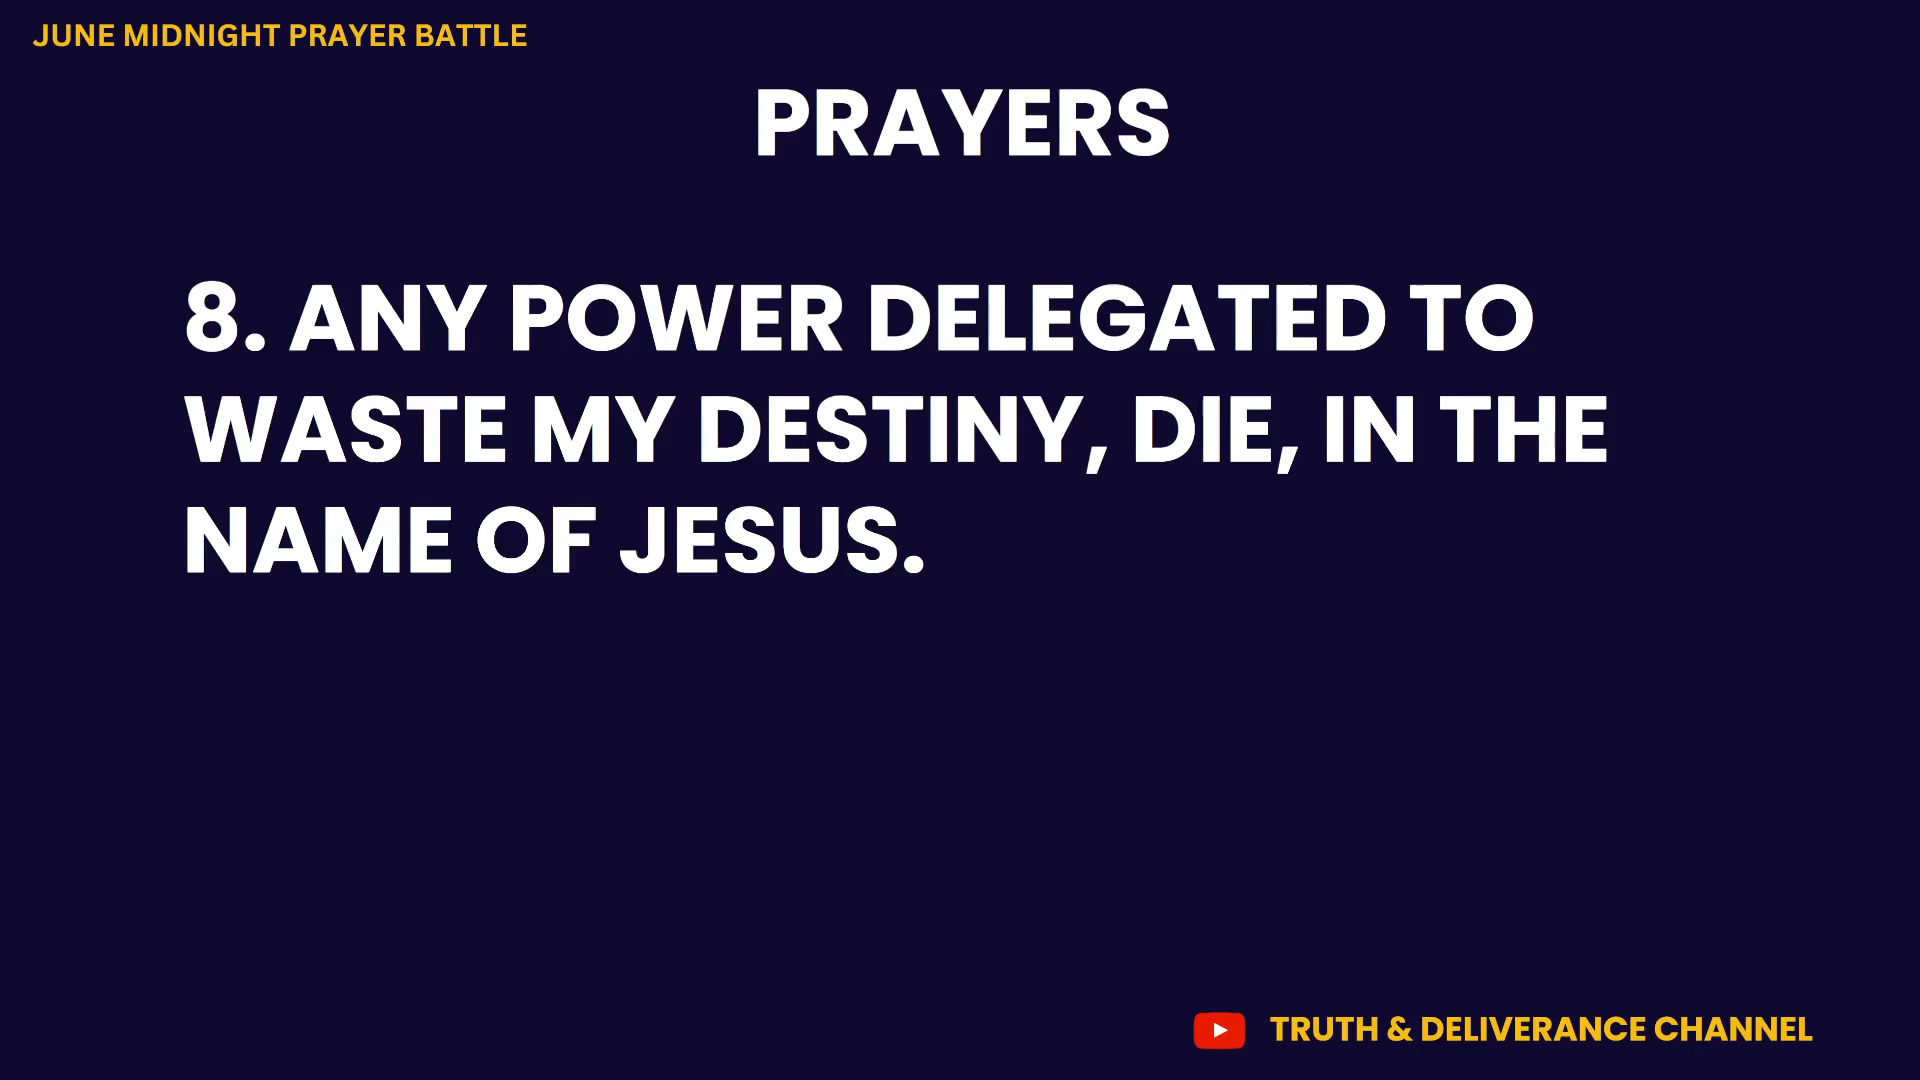 JUNE MIDNIGHT PRAYER BATTLE
PRAYERS
8. ANY POWER DELEGATED TO
WASTE MY DESTINY, DIE, IN THE
NAME OF JESUS.
TRUTH & DELIVERANCE CHANNEL